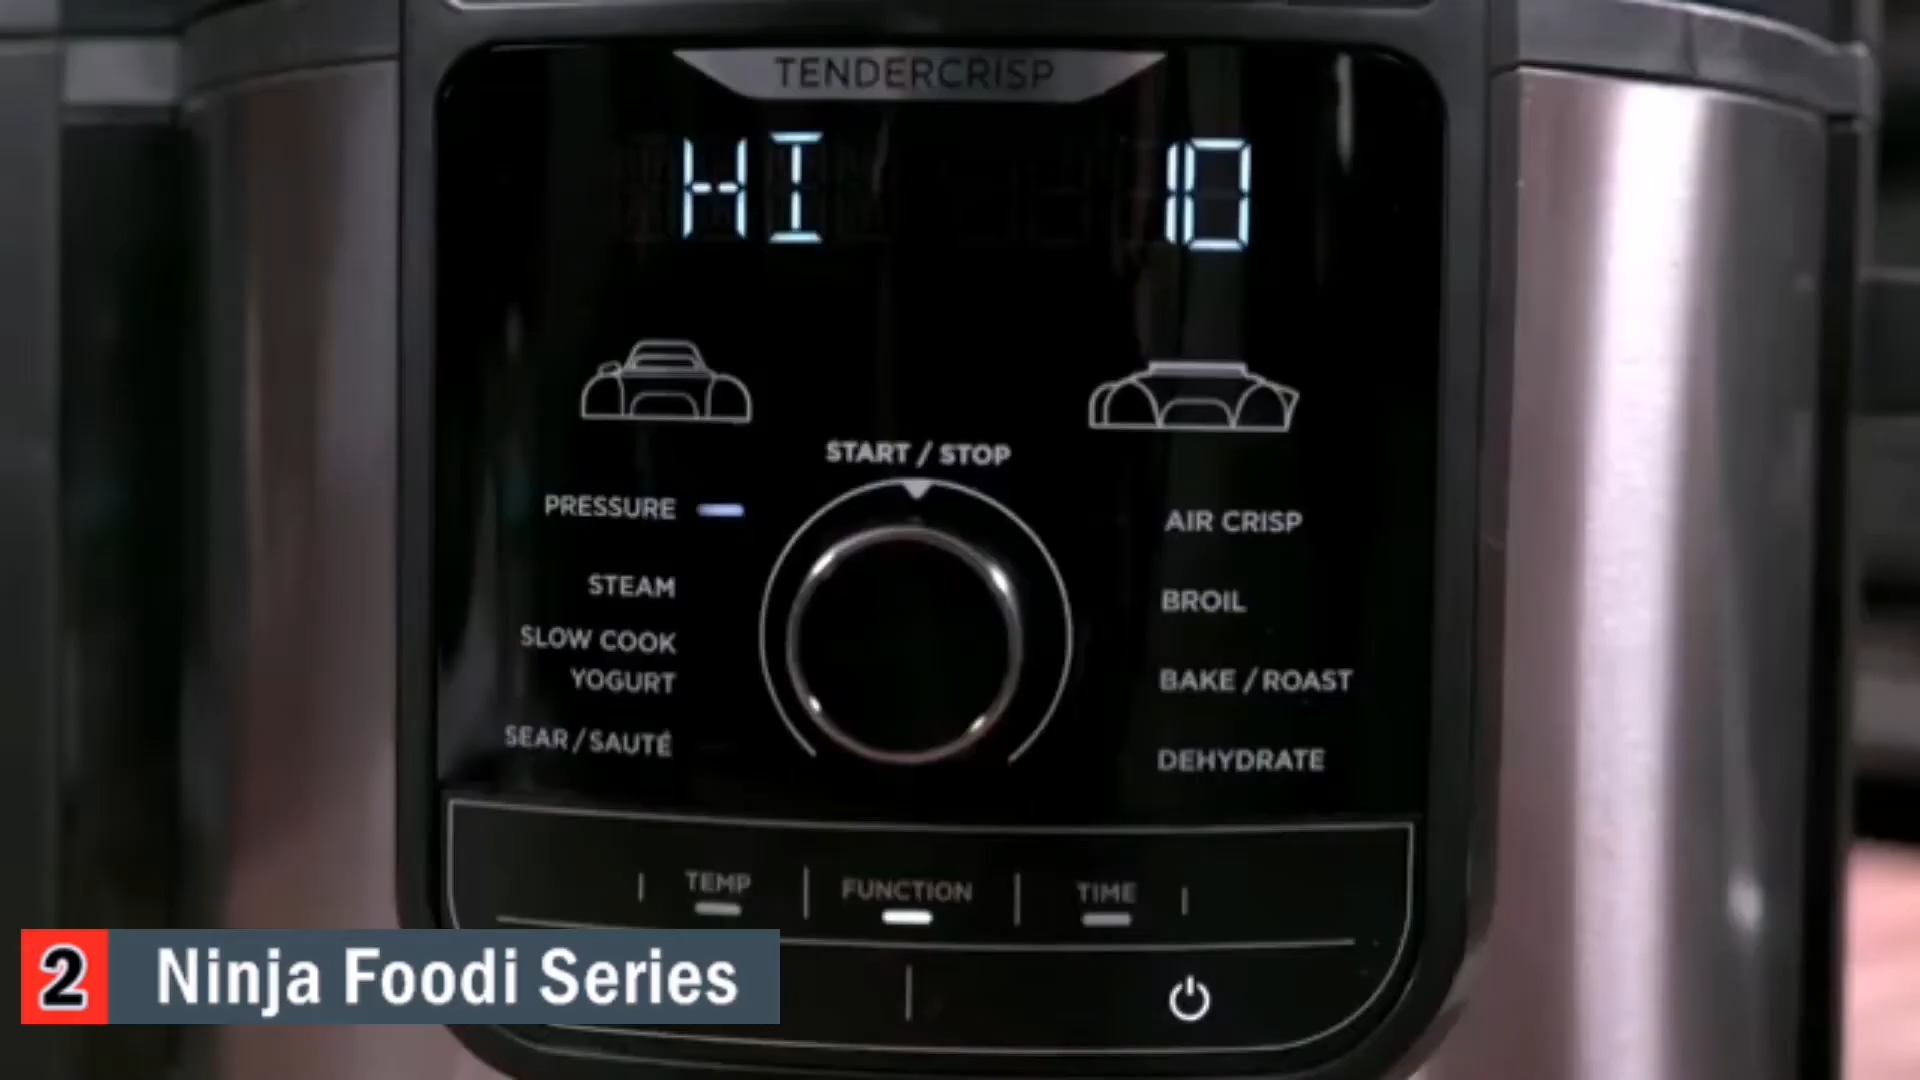 TENDERCRISP
HI 10
START / STOP
PRESSURE
STEAM
SLOW COOK
YOGURT
SEAR / SAUTÉ
AIR CRISP
BROIL
BAKE / ROAST
DEHYDRATE
TEMP FUNCTION TIME
2 Ninja Foodi Series